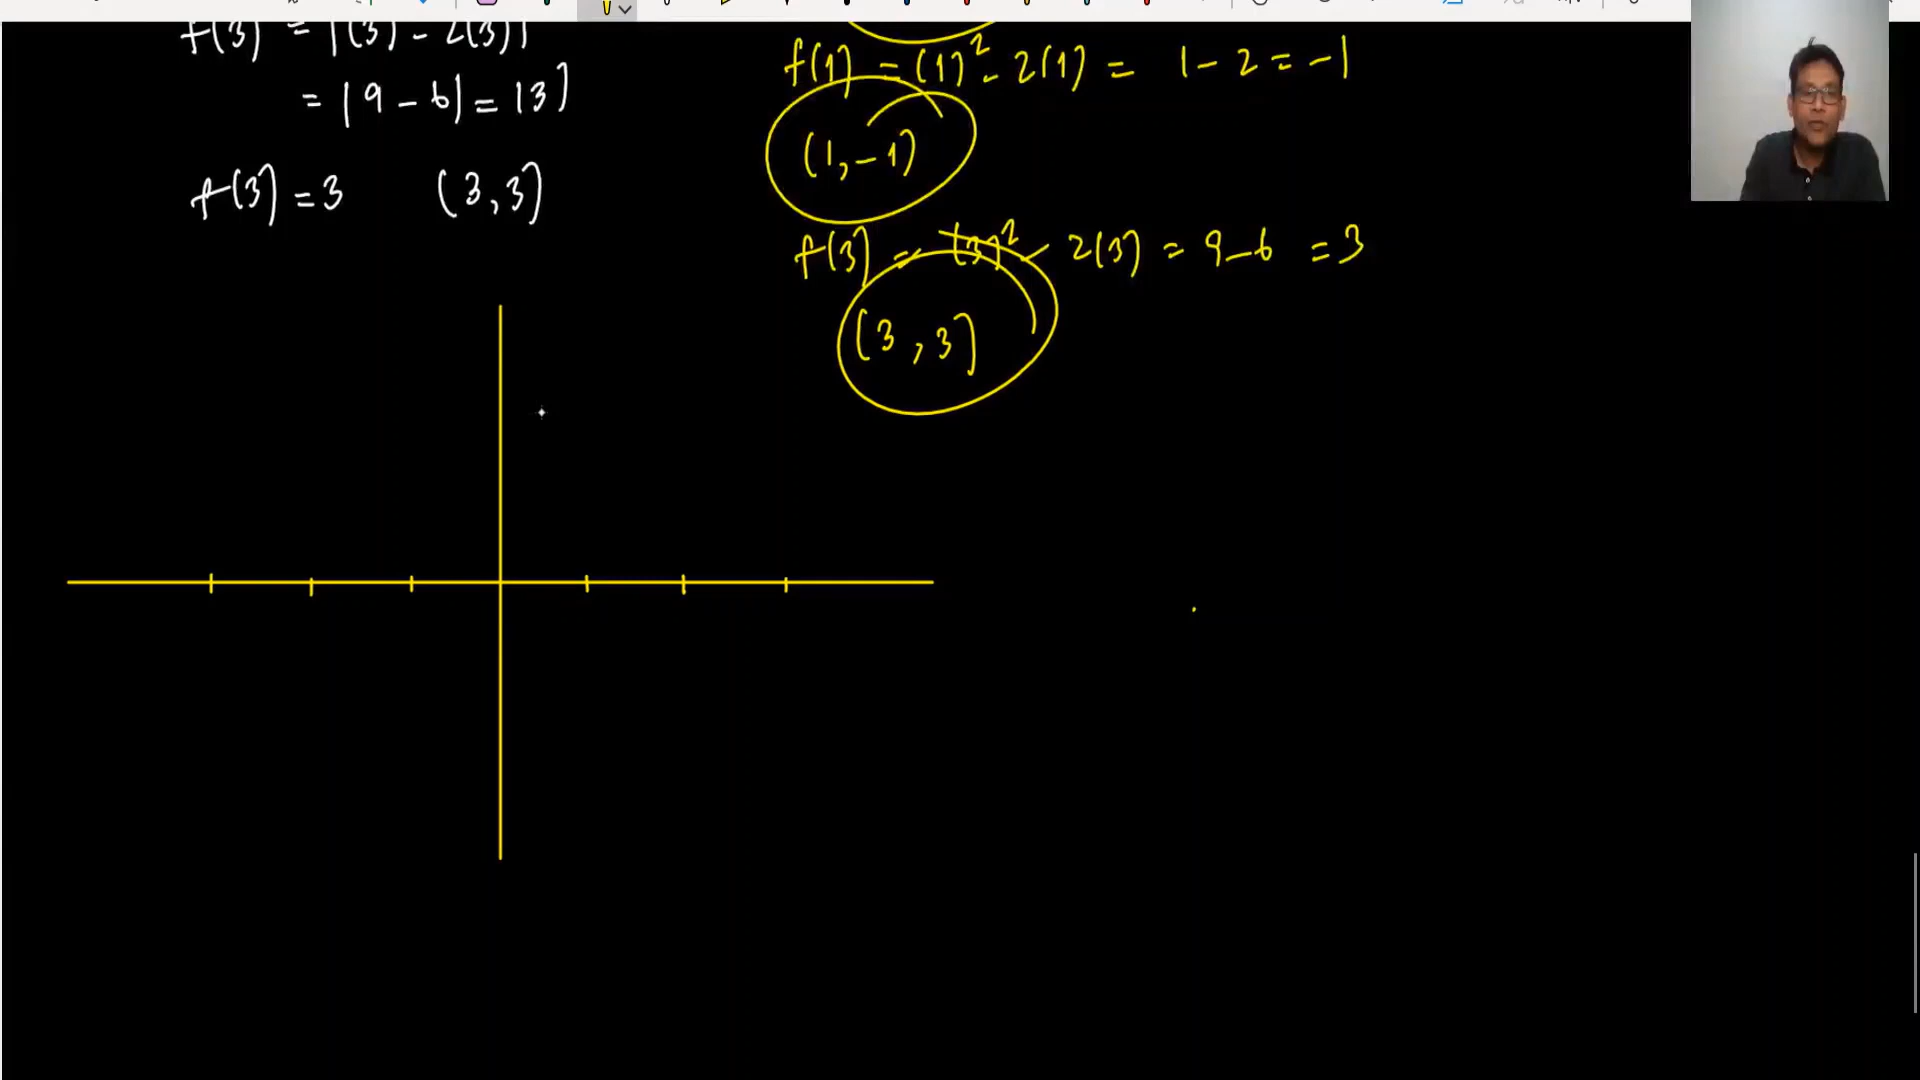 f(3) = |(3) - 2(3)|
= |9 - 6| = |3|
f(3) = 3 (3,3)
f(1) = (1)² - 2(1) = 1 - 2 = -1
(1, -1)
f(3) = (3)² - 2(3) = 9 - 6 = 3
(3, 3)